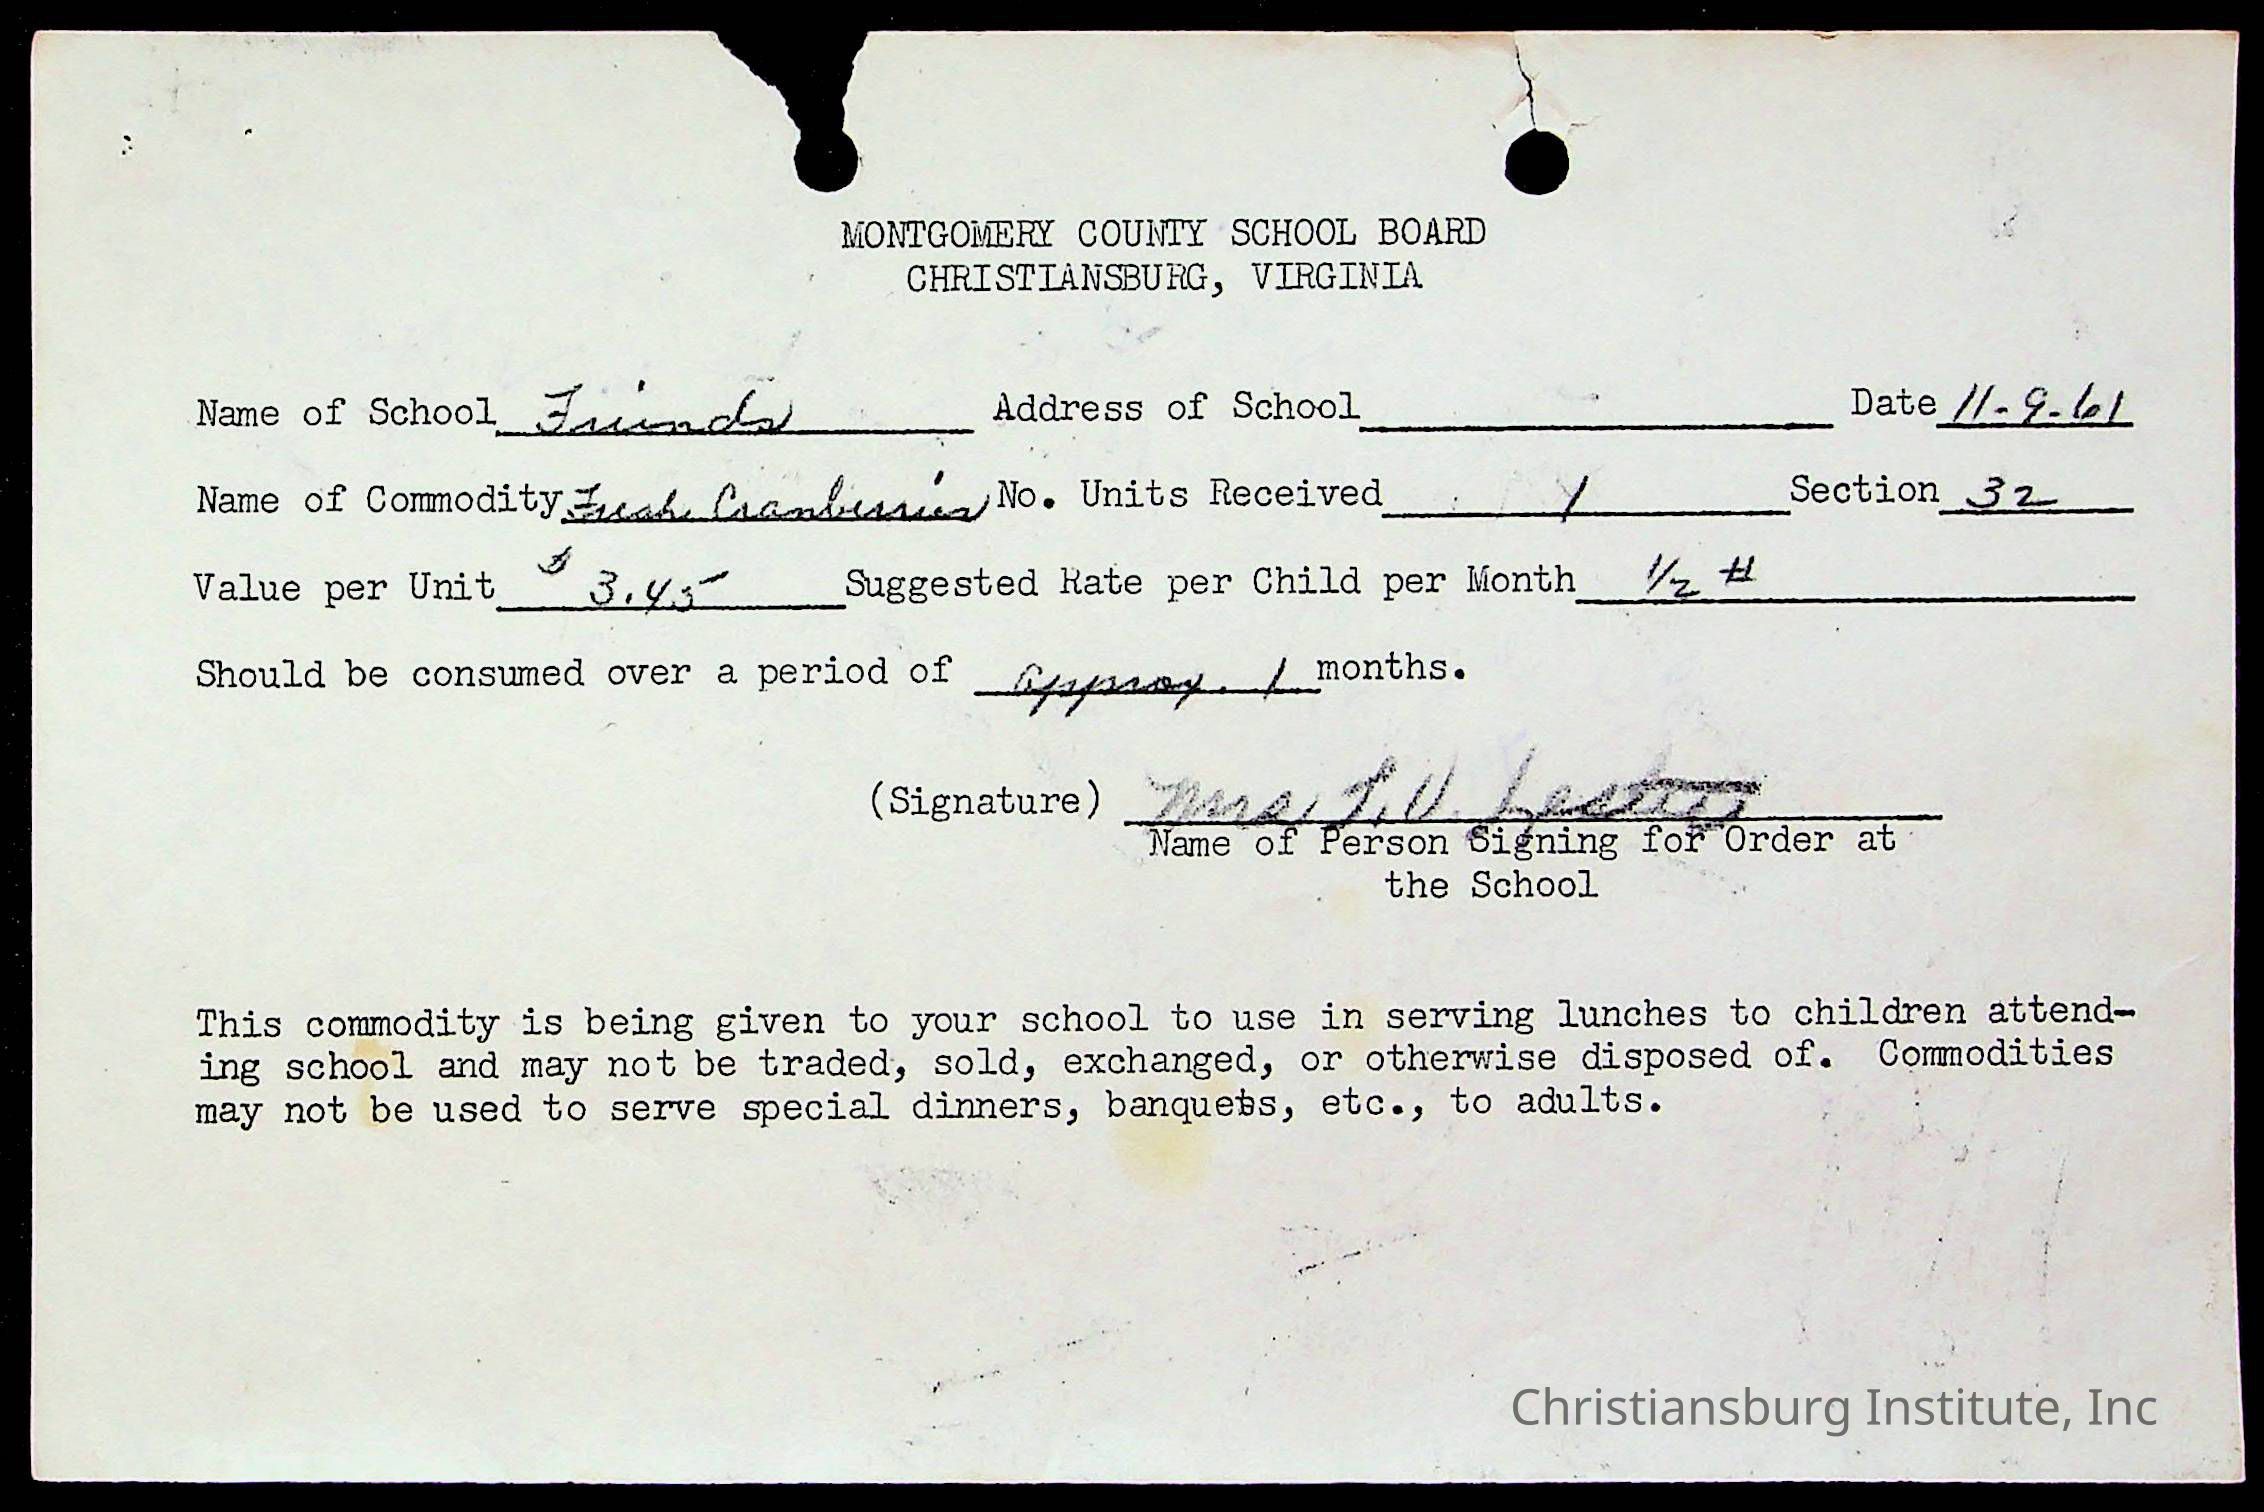 MONTGOMERY COUNTY SCHOOL BOARD
CHRISTIANSBURG, VIRGINIA
Name of School Friends Address of School Date 11-9-61
Name of Commodity Fresh Cranberries No. Units Received 1 Section 32
Value per Unit $3.45 Suggested Rate per Child per Month 1/2 #
Should be consumed over a period of approx. 1 months.
(Signature) Mrs. T.V. Lester
Name of Person Signing for Order at
the School
This commodity is being given to your school to use in serving lunches to children attend-
ing school and may not be traded, sold, exchanged, or otherwise disposed of. Commodities
may not be used to serve special dinners, banquets, etc., to adults.
Christiansburg Institute, Inc